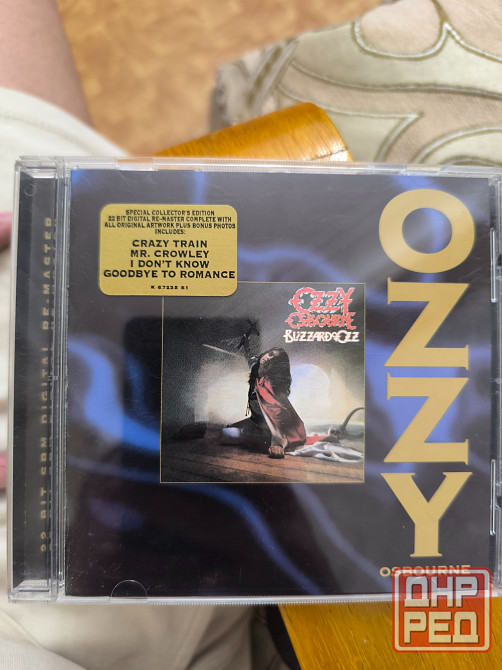 22 BIT SBM DIGITAL RE-MASTER
SPECIAL COLLECTOR'S EDITION
22 BIT DIGITAL RE-MASTER COMPLETE WITH
ALL ORIGINAL ARTWORK PLUS BONUS PHOTOS
INCLUDES:
CRAZY TRAIN
MR. CROWLEY
I DON'T KNOW
GOODBYE TO ROMANCE
K 67235 S1
OZZY
OSBOURNE
BLIZZARD OF OZZ
OZZY
OSBOURNE
ДНР
РЕД